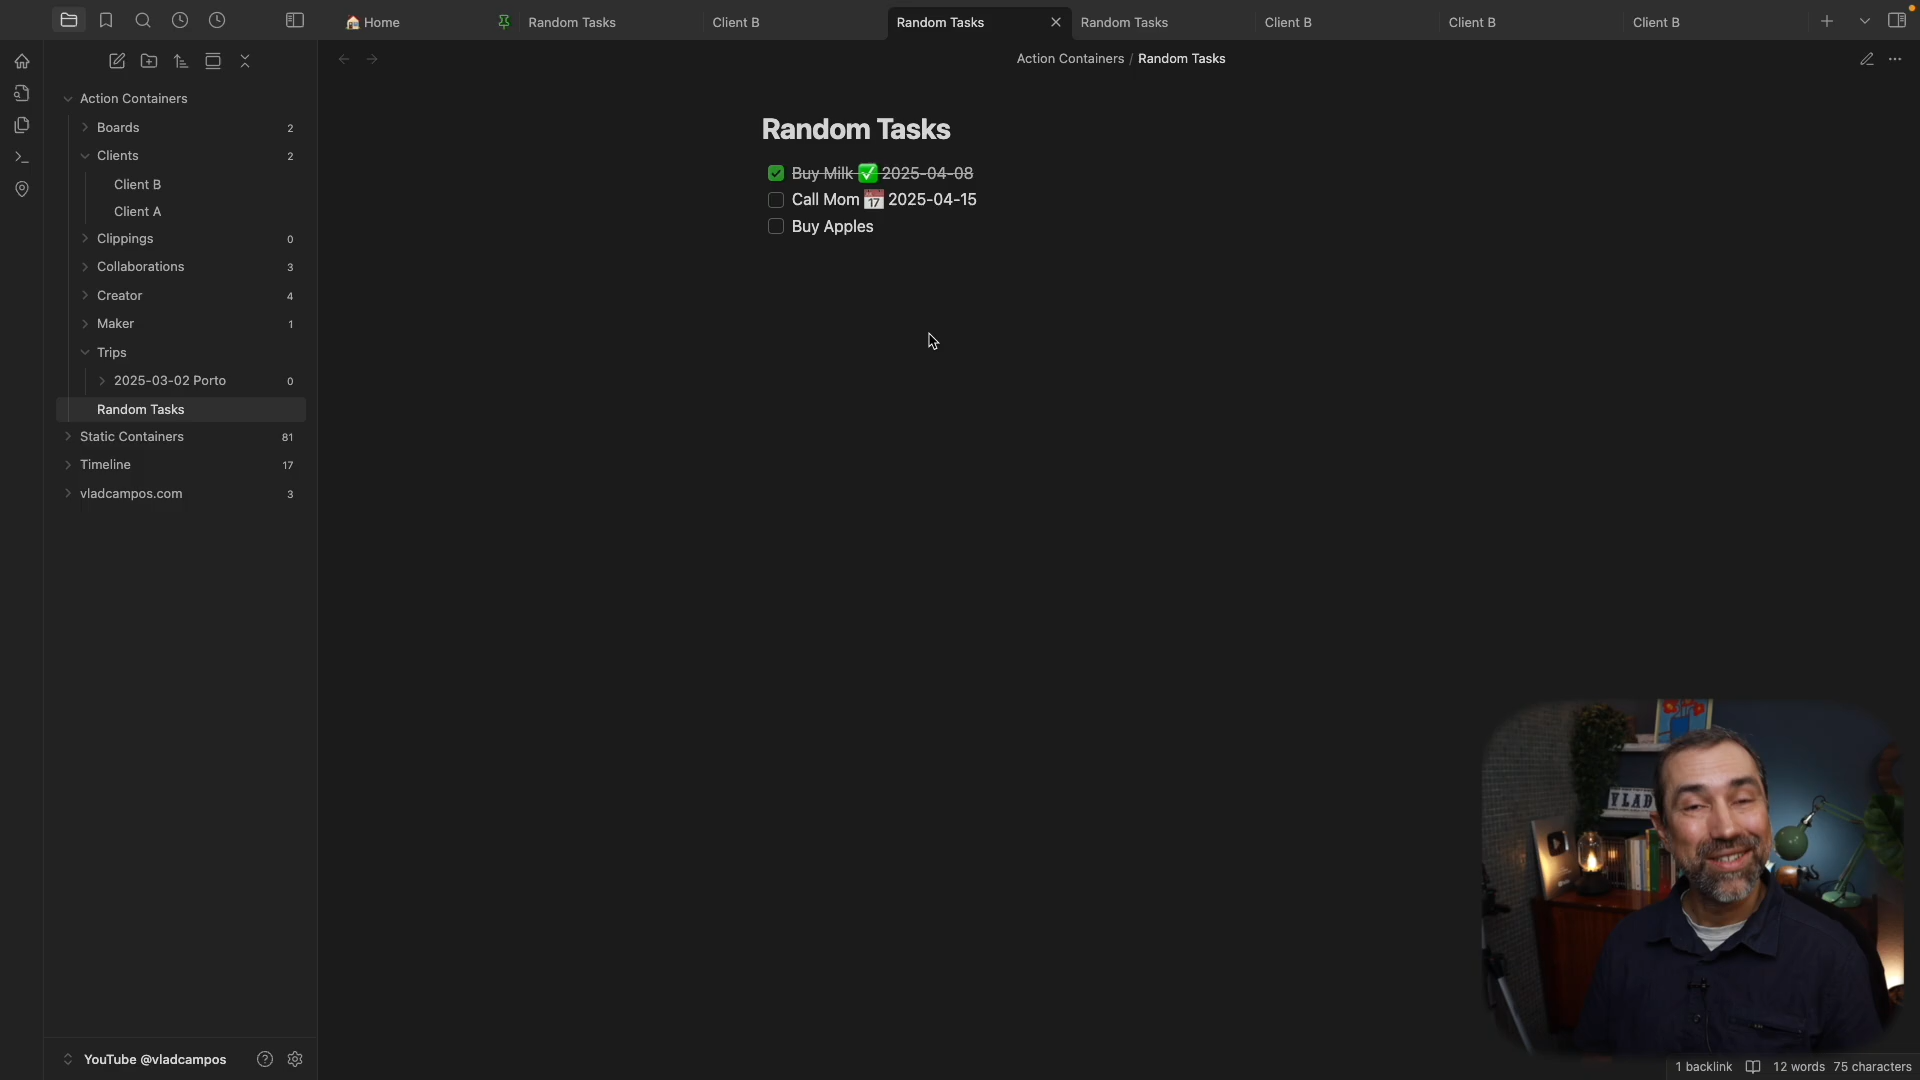 🏠Home
Random Tasks
Client B
Random Tasks
Random Tasks
Client B
Client B
Client B
Action Containers / Random Tasks
Action Containers
Boards 2
Clients 2
Client B
Client A
Clippings 0
Collaborations 3
Creator 4
Maker 1
Trips
2025-03-02 Porto 0
Random Tasks
Static Containers 81
Timeline 17
vladcampos.com 3
Random Tasks
Buy Milk ✅ 2025-04-08
Call Mom 📅 2025-04-15
Buy Apples
VLAD
YouTube @vladcampos
1 backlink 12 words 75 characters